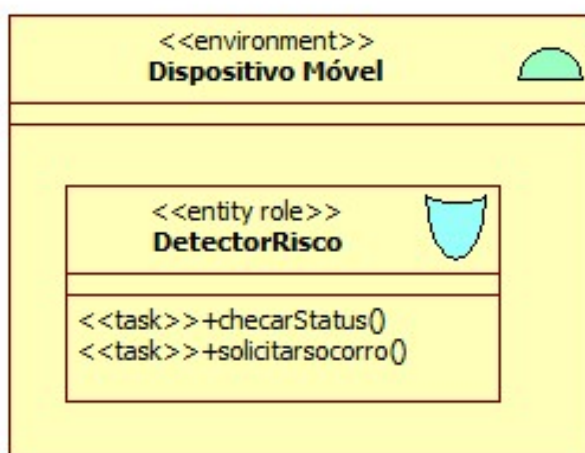 <<environment>>
Dispositivo Móvel
<<entity role>>
DetectorRisco
<<task>>+checarStatus()
<<task>>+solicitarsocorro()